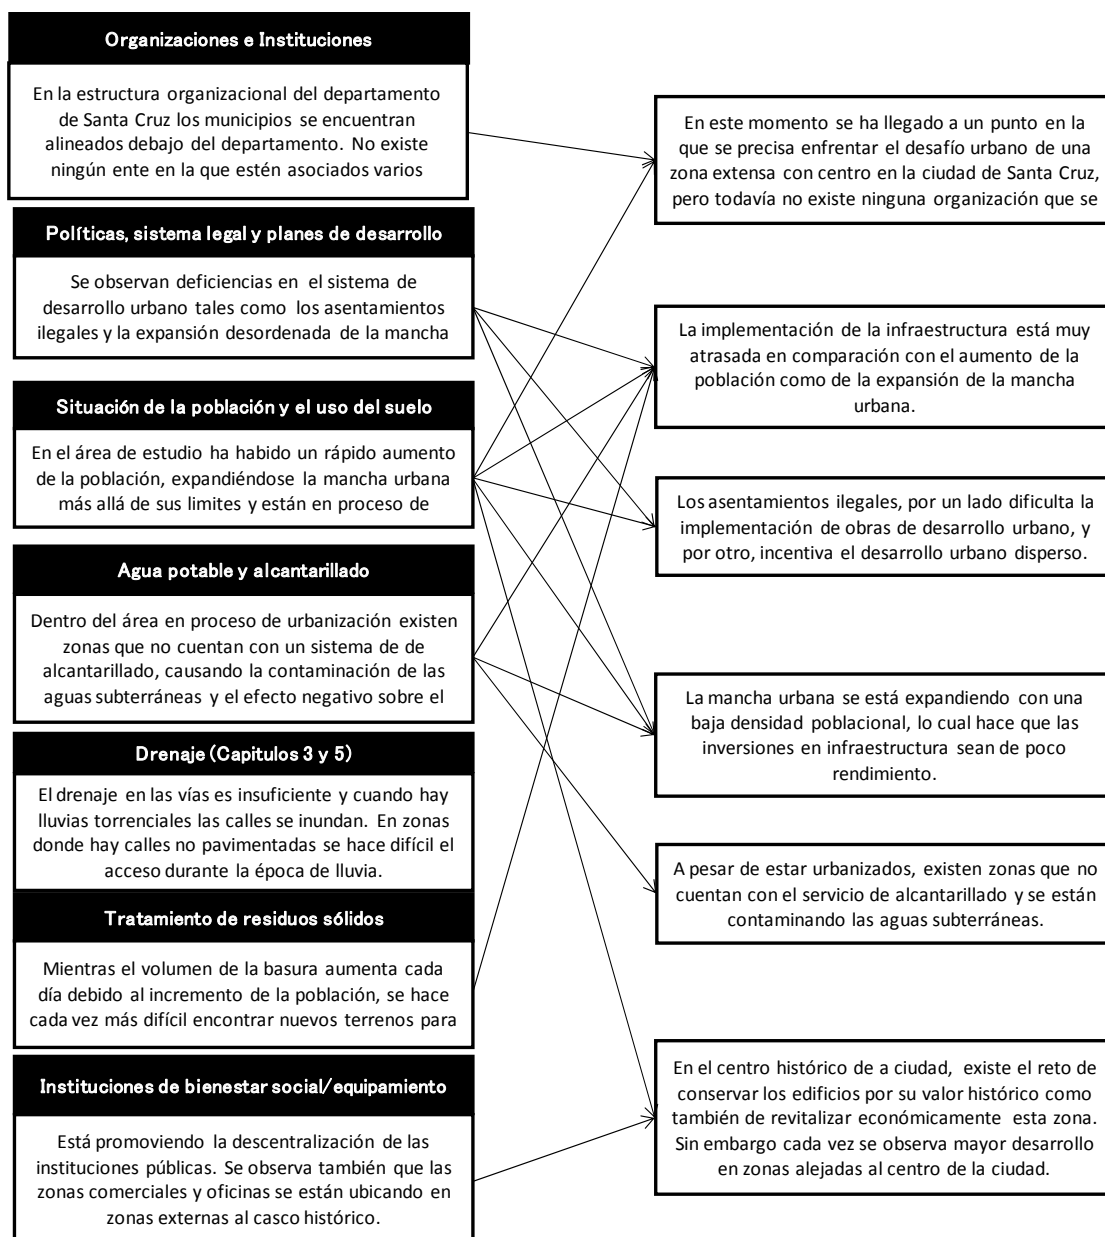 Organizaciones e Instituciones
En la estructura organizacional del departamento
de Santa Cruz los municipios se encuentran
alineados debajo del departamento. No existe
ningún ente en la que estén asociados varios
Políticas, sistema legal y planes de desarrollo
Se observan deficiencias en el sistema de
desarrollo urbano tales como los asentamientos
ilegales y la expansión desordenada de la mancha
Situación de la población y el uso del suelo
En el área de estudio ha habido un rápido aumento
de la población, expandiéndose la mancha urbana
más allá de sus limites y están en proceso de
Agua potable y alcantarillado
Dentro del área en proceso de urbanización existen
zonas que no cuentan con un sistema de de
alcantarillado, causando la contaminación de las
aguas subterráneas y el efecto negativo sobre el
Drenaje (Capitulos 3 y 5)
El drenaje en las vías es insuficiente y cuando hay
lluvias torrenciales las calles se inundan. En zonas
donde hay calles no pavimentadas se hace difícil el
acceso durante la época de lluvia.
Tratamiento de residuos sólidos
Mientras el volumen de la basura aumenta cada
día debido al incremento de la población, se hace
cada vez más difícil encontrar nuevos terrenos para
Instituciones de bienestar social/equipamiento
Está promoviendo la descentralización de las
instituciones públicas. Se observa también que las
zonas comerciales y oficinas se están ubicando en
zonas externas al casco histórico.
En este momento se ha llegado a un punto en la
que se precisa enfrentar el desafío urbano de una
zona extensa con centro en la ciudad de Santa Cruz,
pero todavía no existe ninguna organización que se
La implementación de la infraestructura está muy
atrasada en comparación con el aumento de la
población como de la expansión de la mancha
urbana.
Los asentamientos ilegales, por un lado dificulta la
implementación de obras de desarrollo urbano, y
por otro, incentiva el desarrollo urbano disperso.
La mancha urbana se está expandiendo con una
baja densidad poblacional, lo cual hace que las
inversiones en infraestructura sean de poco
rendimiento.
A pesar de estar urbanizados, existen zonas que no
cuentan con el servicio de alcantarillado y se están
contaminando las aguas subterráneas.
En el centro histórico de a ciudad, existe el reto de
conservar los edificios por su valor histórico como
también de revitalizar económicamente esta zona.
Sin embargo cada vez se observa mayor desarrollo
en zonas alejadas al centro de la ciudad.